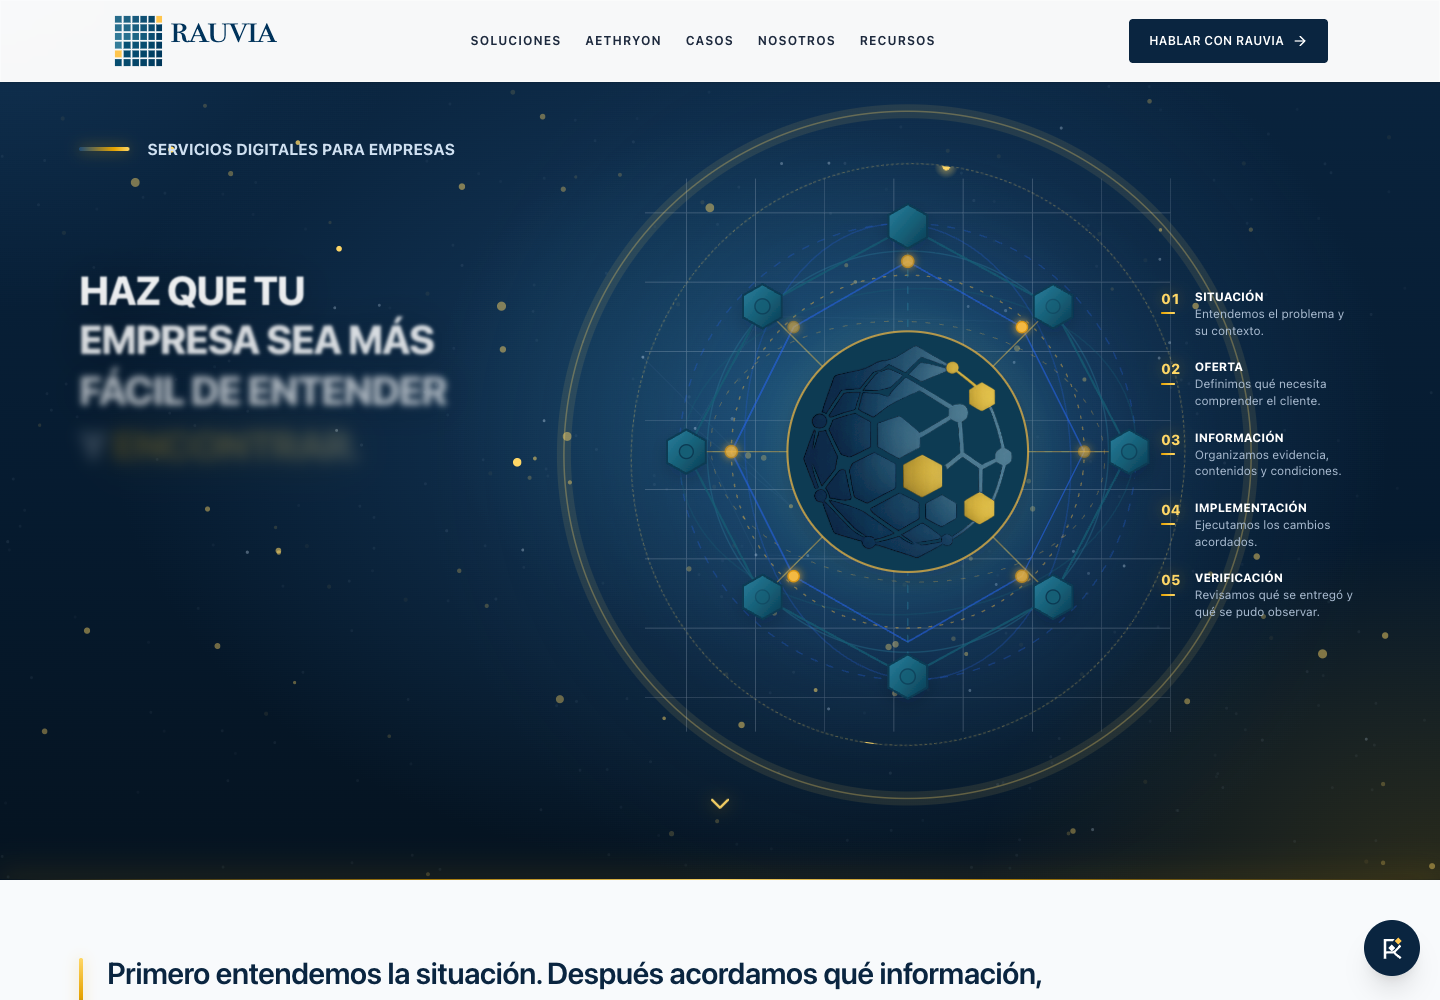 RAUVIA
SOLUCIONES
AETHRYON
CASOS
NOSOTROS
RECURSOS
HABLAR CON RAUVIA
SERVICIOS DIGITALES PARA EMPRESAS
HAZ QUE TU
EMPRESA SEA MÁS
FÁCIL DE ENTENDER
Y ENCONTRAR.
01 SITUACIÓN
Entendemos el problema y
su contexto.
02 OFERTA
Definimos qué necesita
comprender el cliente.
03 INFORMACIÓN
Organizamos evidencia,
contenidos y condiciones.
04 IMPLEMENTACIÓN
Ejecutamos los cambios
acordados.
05 VERIFICACIÓN
Revisamos qué se entregó y
qué se pudo observar.
Primero entendemos la situación. Después acordamos qué información,